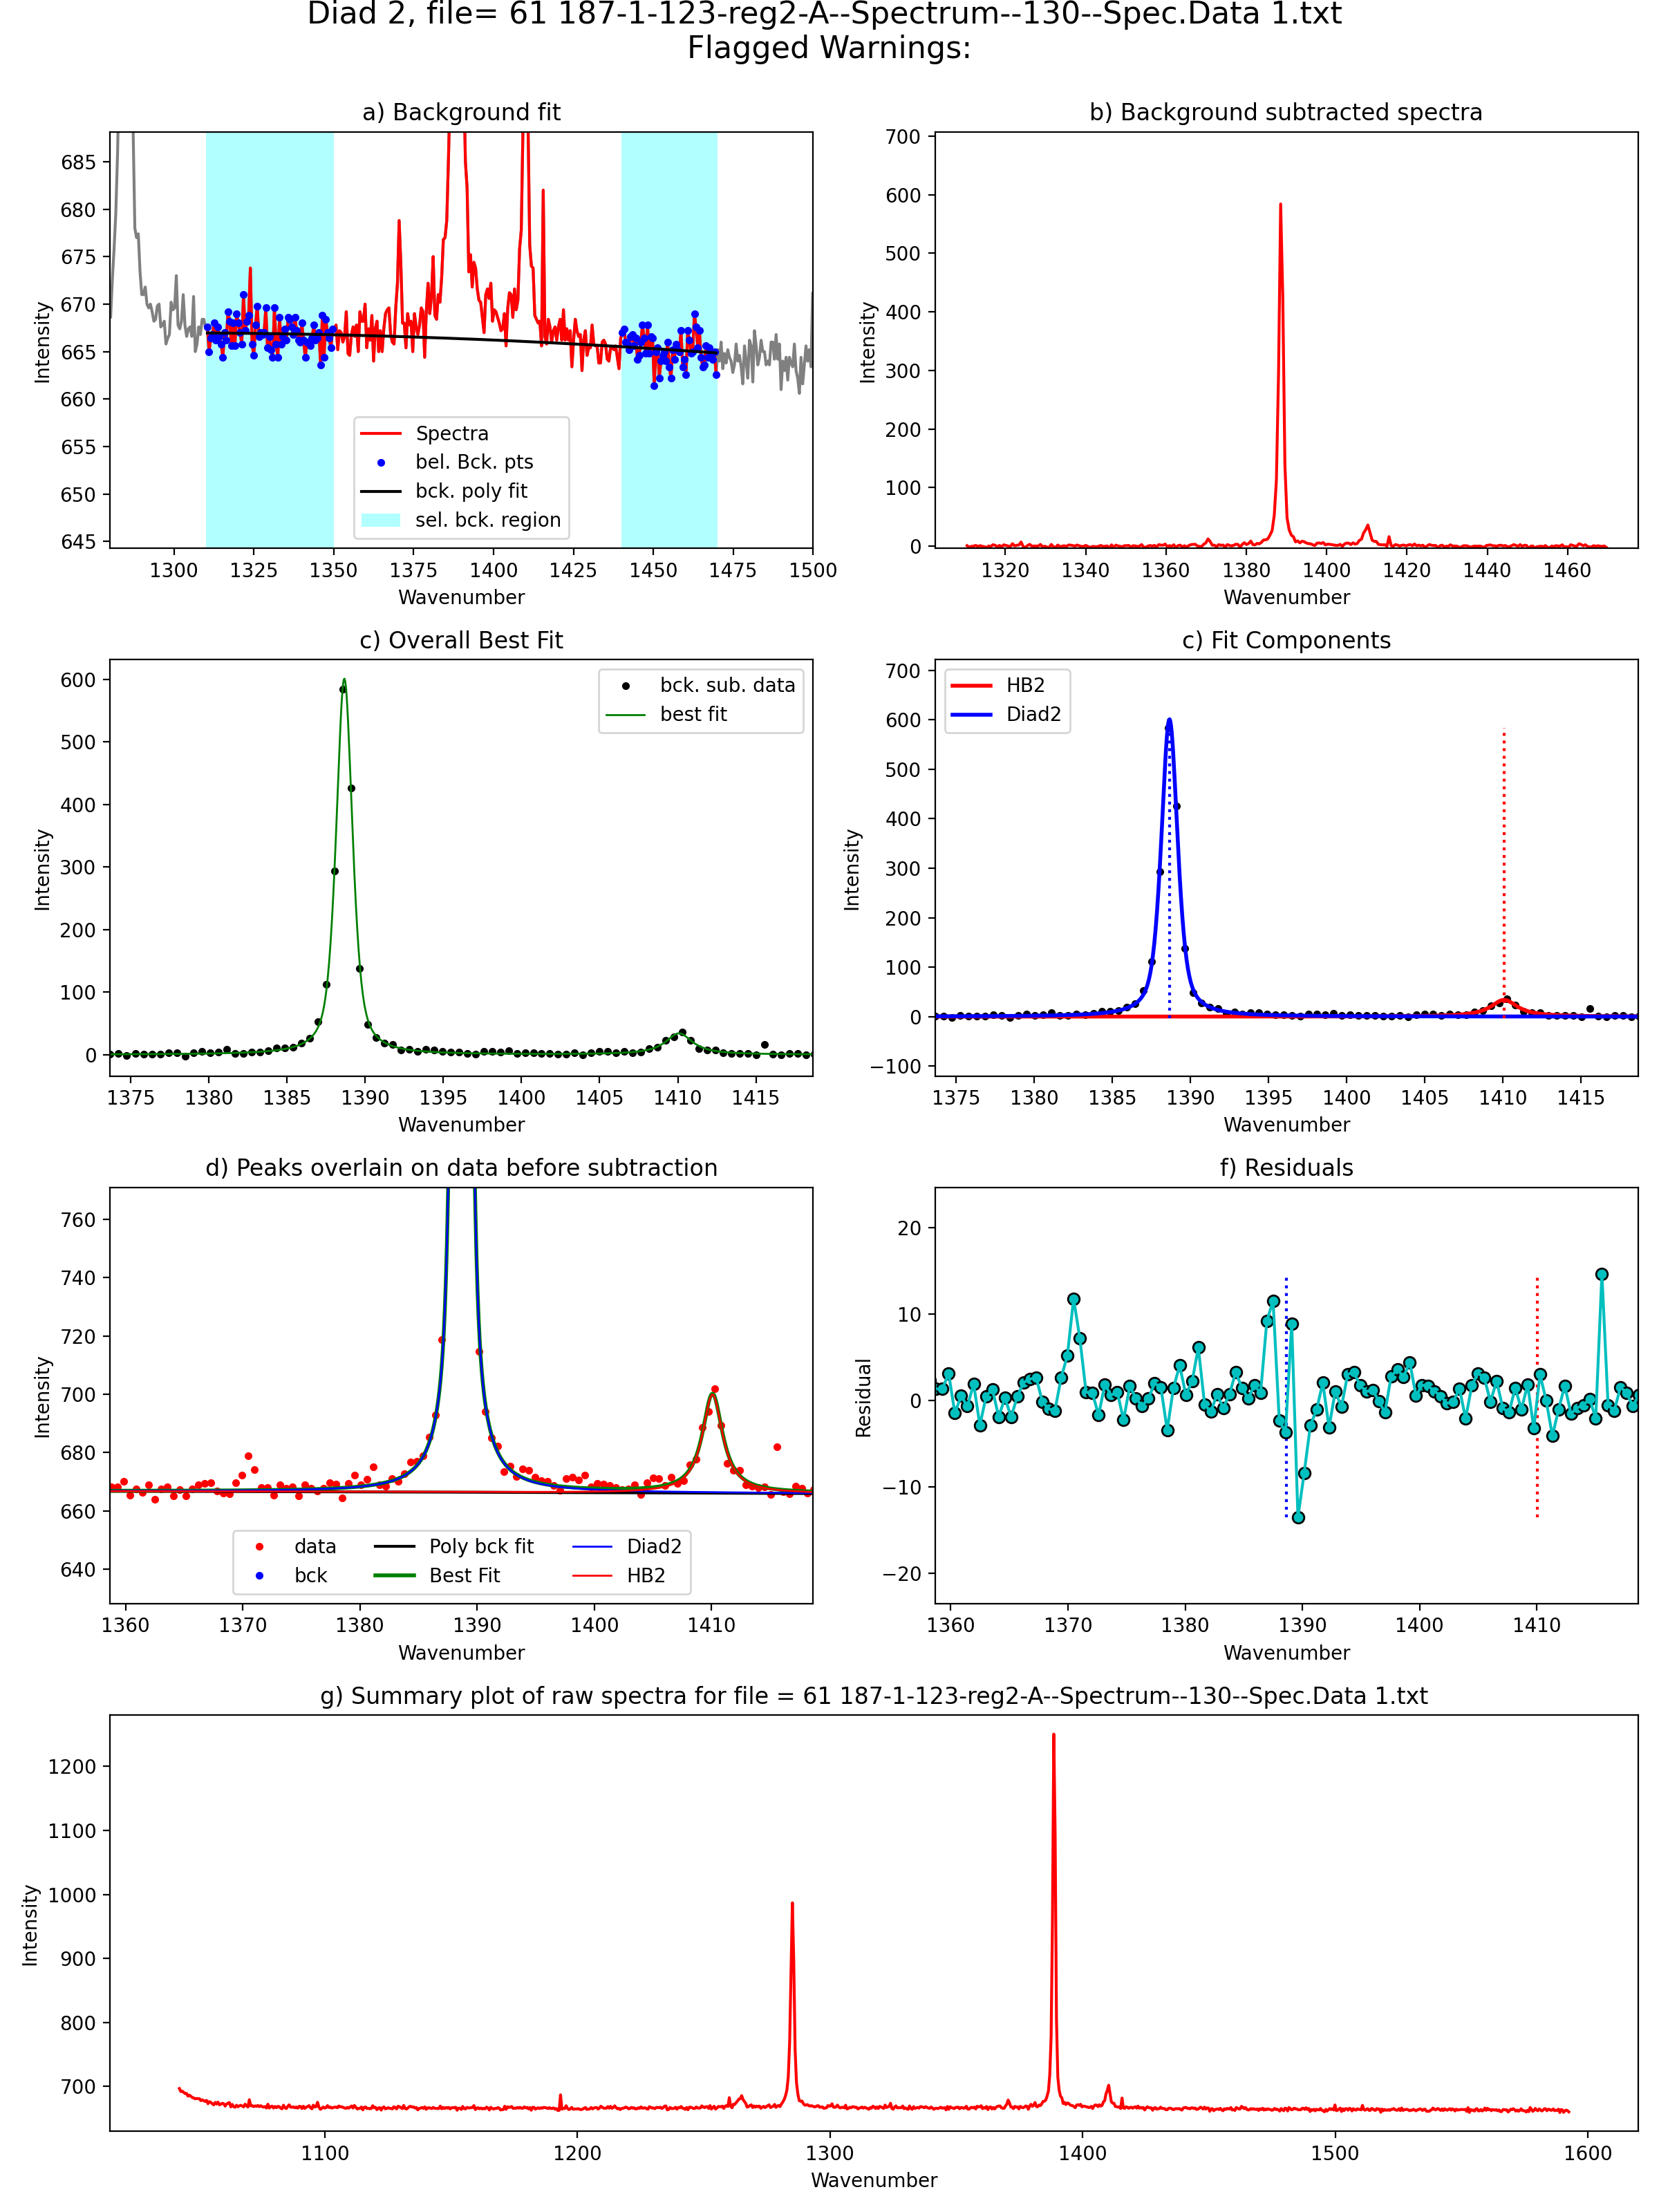 Diad 2, file= 61 187-1-123-reg2-A--Spectrum--130--Spec.Data 1.txt
Flagged Warnings:
a) Background fit
685
680
675
670
665
660
655
650
645
Intensity
Spectra
bel. Bck. pts
bck. poly fit
sel. bck. region
1300 1325 1350 1375 1400 1425 1450 1475 1500
Wavenumber
b) Background subtracted spectra
700
600
500
400
300
200
100
0
Intensity
1320 1340 1360 1380 1400 1420 1440 1460
Wavenumber
c) Overall Best Fit
600
500
400
300
200
100
0
Intensity
bck. sub. data
best fit
1375 1380 1385 1390 1395 1400 1405 1410 1415
Wavenumber
c) Fit Components
700
600
500
400
300
200
100
0
−100
Intensity
HB2
Diad2
1375 1380 1385 1390 1395 1400 1405 1410 1415
Wavenumber
d) Peaks overlain on data before subtraction
760
740
720
700
680
660
640
Intensity
data
bck
Poly bck fit
Best Fit
Diad2
HB2
1360 1370 1380 1390 1400 1410
Wavenumber
f) Residuals
20
10
0
−10
−20
Residual
1360 1370 1380 1390 1400 1410
Wavenumber
g) Summary plot of raw spectra for file = 61 187-1-123-reg2-A--Spectrum--130--Spec.Data 1.txt
1200
1100
1000
900
800
700
Intensity
1100 1200 1300 1400 1500 1600
Wavenumber